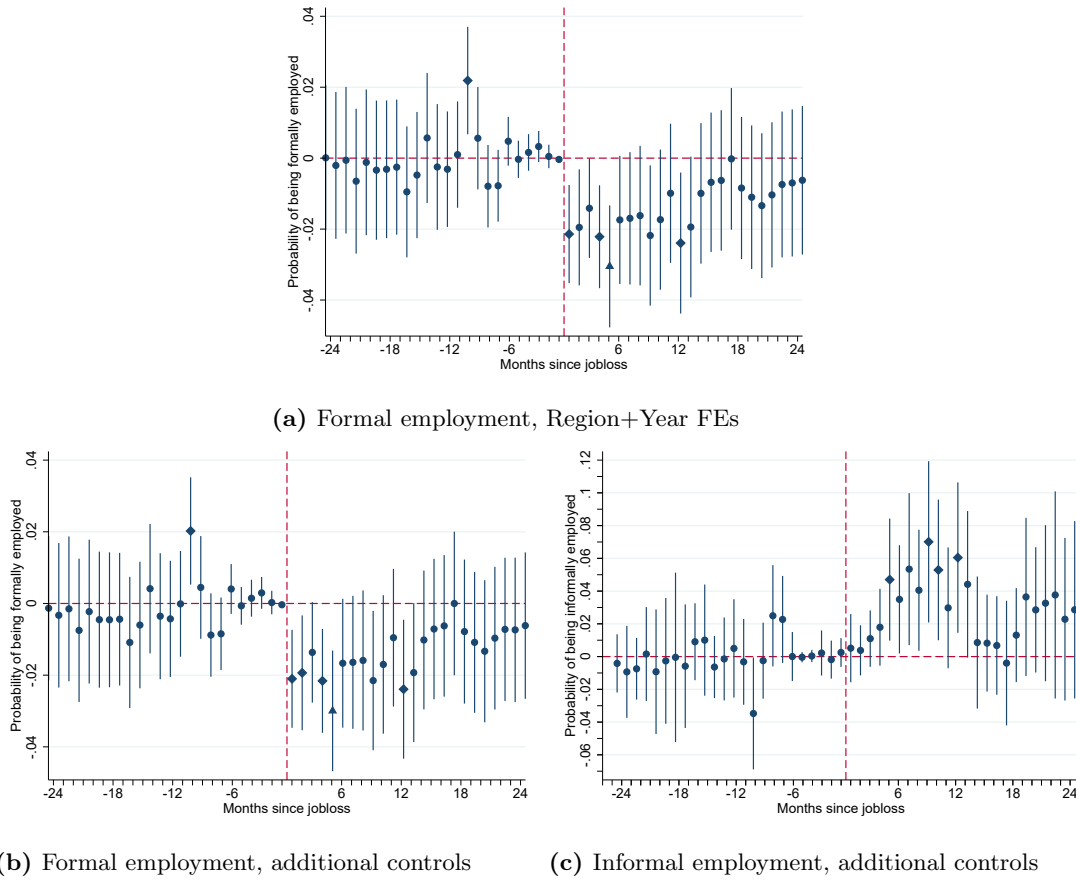 .04
.02
0
-.02
-.04
Probability of being formally employed
-24 -18 -12 -6 6 12 18 24
Months since jobloss
(a) Formal employment, Region+Year FEs
.04
.02
0
-.02
-.04
Probability of being formally employed
-24 -18 -12 -6 6 12 18 24
Months since jobloss
.12
.1
.08
.06
.04
.02
0
-.02
-.04
-.06
Probability of being informally employed
-24 -18 -12 -6 6 12 18 24
Months since jobloss
(b) Formal employment, additional controls
(c) Informal employment, additional controls